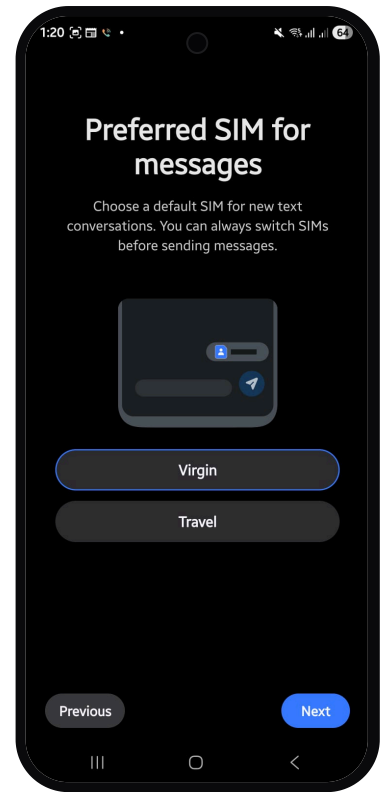 1:20
64
Preferred SIM for
messages
Choose a default SIM for new text
conversations. You can always switch SIMs
before sending messages.
Virgin
Travel
Previous
Next